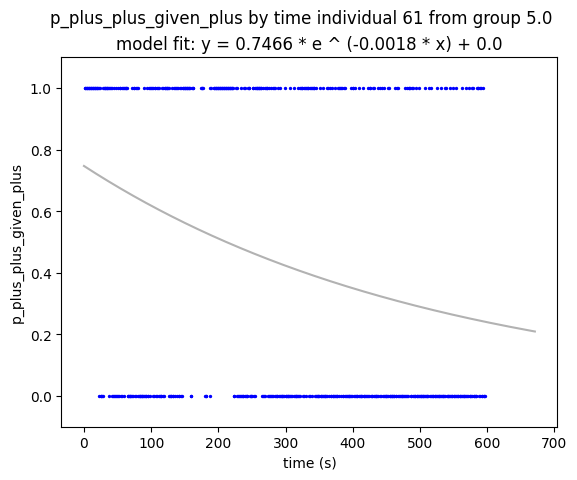 p_plus_plus_given_plus by time individual 61 from group 5.0
model fit: y = 0.7466 * e ^ (-0.0018 * x) + 0.0
1.0
0.8
0.6
0.4
0.2
0.0
p_plus_plus_given_plus
0 100 200 300 400 500 600 700
time (s)